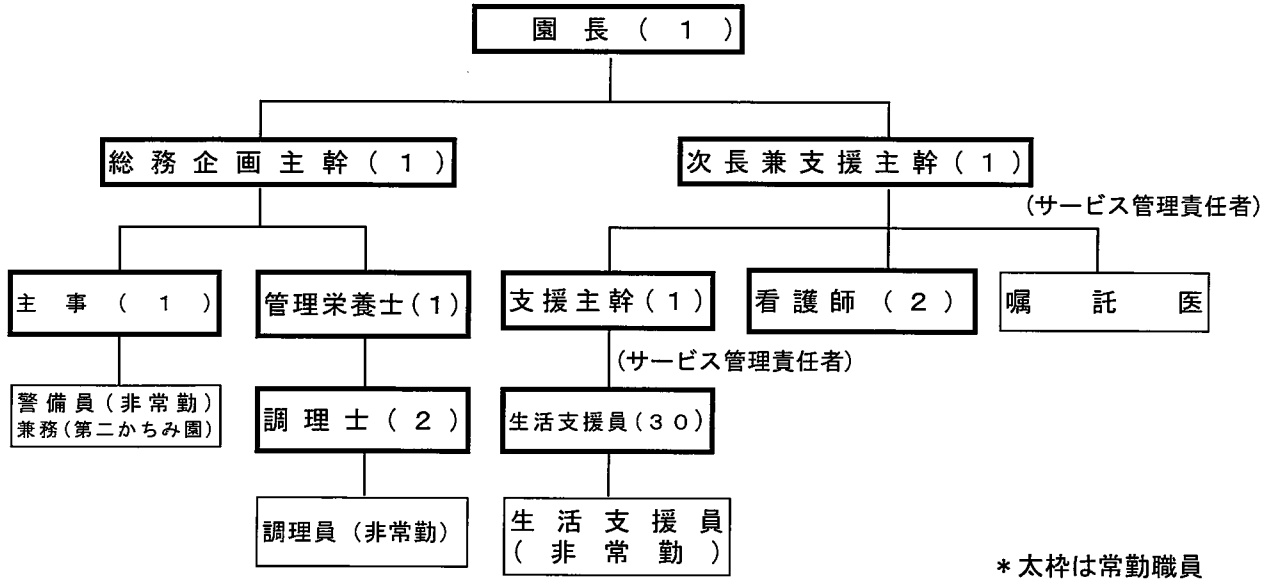 園長(1)
総務企画主幹(1)
次長兼支援主幹(1)
(サービス管理責任者)
主事(1)
管理栄養士(1)
支援主幹(1)
看護師(2)
嘱託医
(サービス管理責任者)
警備員(非常勤)
兼務(第二かちみ園)
調理士(2)
生活支援員(30)
調理員(非常勤)
生活支援員
(非常勤)
*太枠は常勤職員